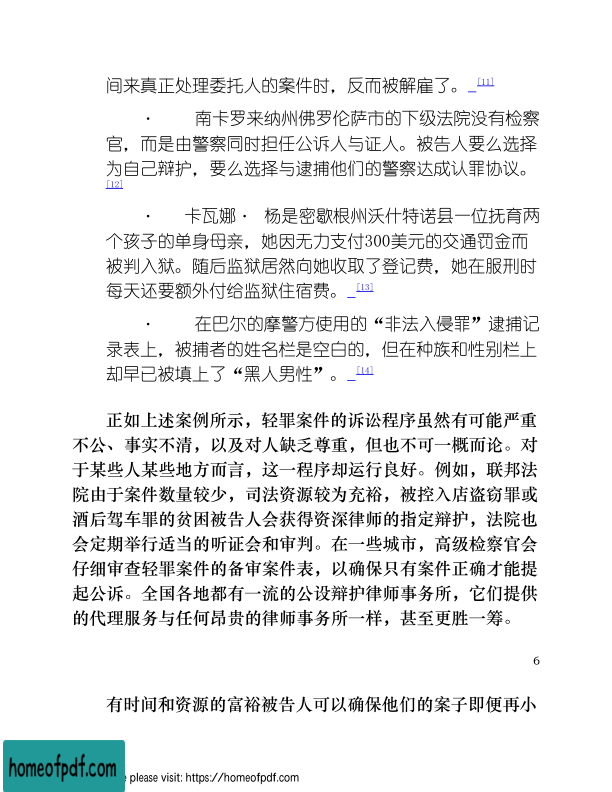 间来真正处理委托人的案件时，反而被解雇了。 [11]
· 南卡罗来纳州佛罗伦萨市的下级法院没有检察
官，而是由警察同时担任公诉人与证人。被告人要么选择
为自己辩护，要么选择与逮捕他们的警察达成认罪协议。
[12]
· 卡瓦娜· 杨是密歇根州沃什特诺县一位抚育两
个孩子的单身母亲，她因无力支付300美元的交通罚金而
被判入狱。随后监狱居然向她收取了登记费，她在服刑时
每天还要额外付给监狱住宿费。 [13]
· 在巴尔的摩警方使用的“非法入侵罪”逮捕记
录表上，被捕者的姓名栏是空白的，但在种族和性别栏上
却早已被填上了“黑人男性”。 [14]
正如上述案例所示，轻罪案件的诉讼程序虽然有可能严重
不公、事实不清，以及对人缺乏尊重，但也不可一概而论。对
于某些人某些地方而言，这一程序却运行良好。例如，联邦法
院由于案件数量较少，司法资源较为充裕，被控入店盗窃罪或
酒后驾车罪的贫困被告人会获得资深律师的指定辩护，法院也
会定期举行适当的听证会和审判。在一些城市，高级检察官会
仔细审查轻罪案件的备审案件表，以确保只有案件正确才能提
起公诉。全国各地都有一流的公设辩护律师事务所，它们提供
的代理服务与任何昂贵的律师事务所一样，甚至更胜一筹。
6
有时间和资源的富裕被告人可以确保他们的案子即便再小
homeofpdf.com
e please visit: https://homeofpdf.com